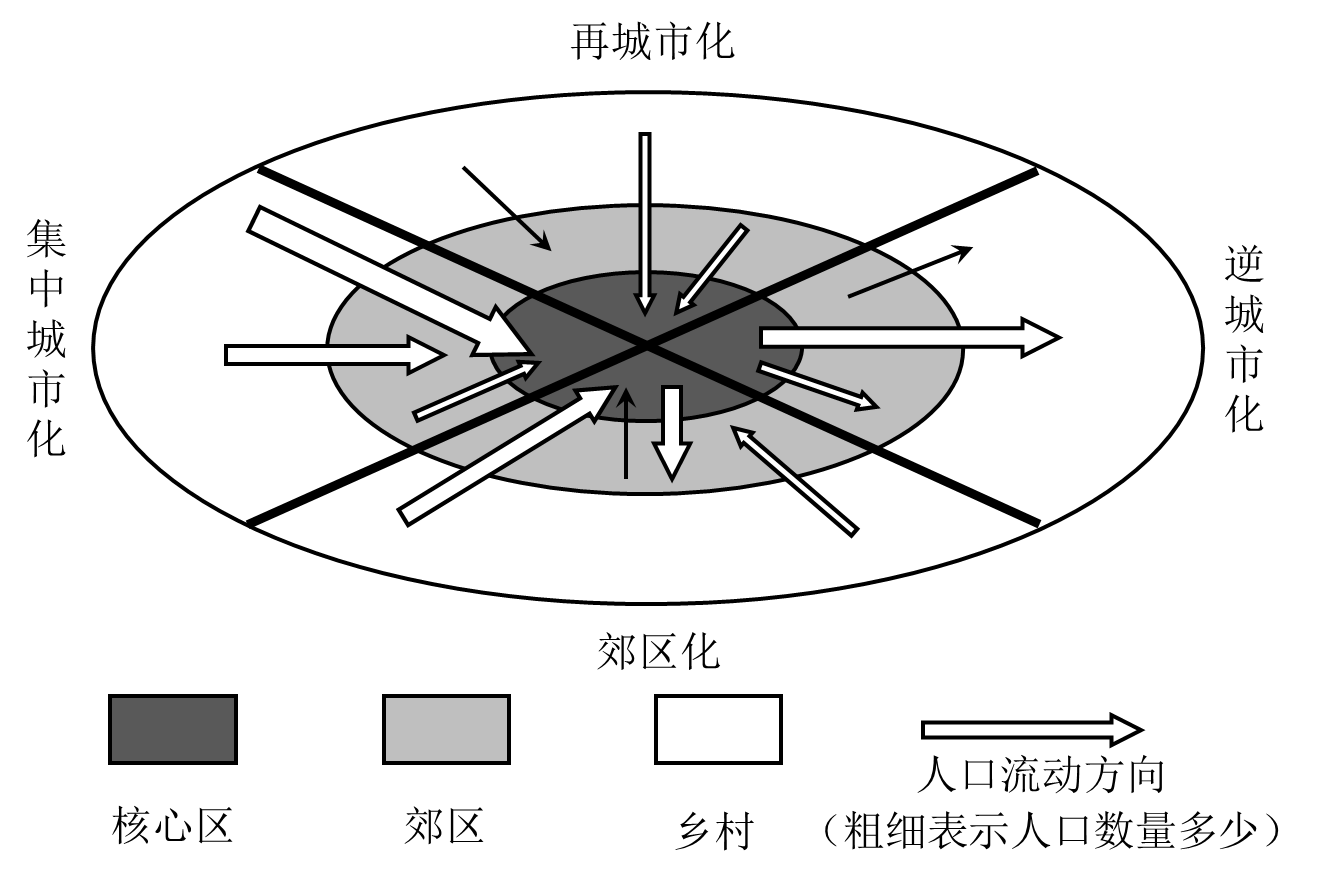 再城市化
集中城市化
逆城市化
郊区化
核心区
郊区
乡村
人口流动方向
（粗细表示人口数量多少）